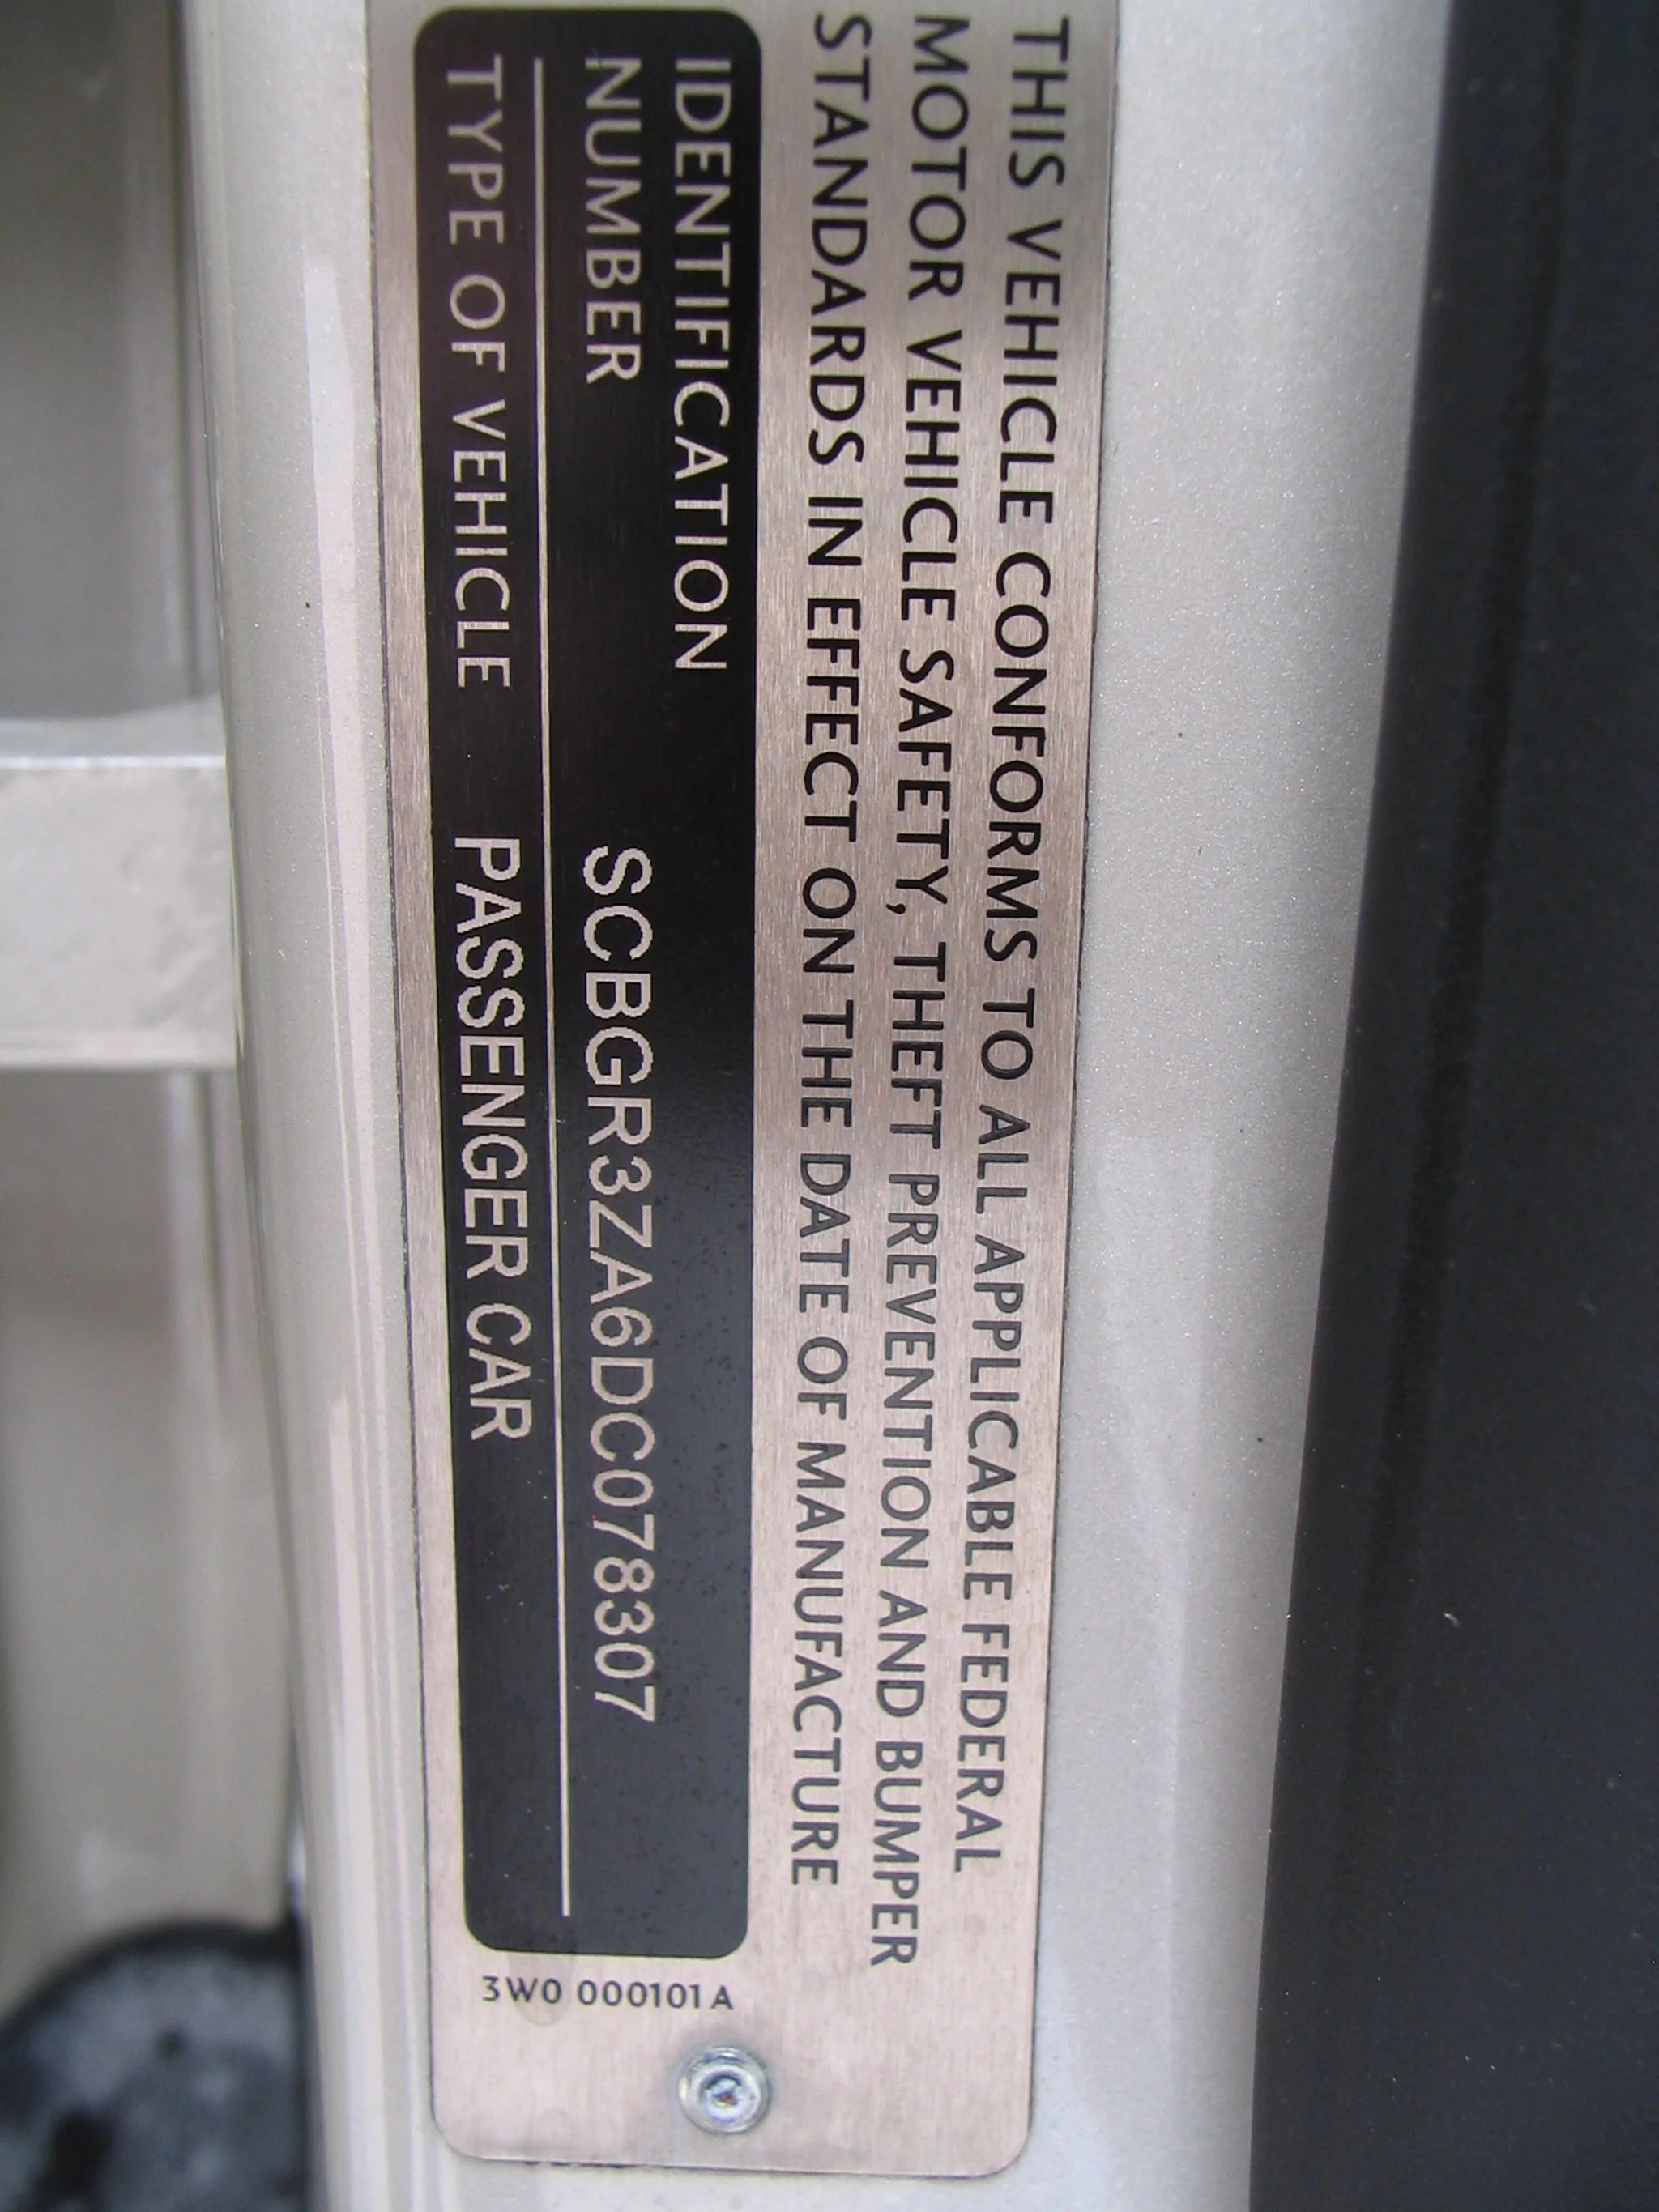 THIS VEHICLE CONFORMS TO ALL APPLICABLE FEDERAL
MOTOR VEHICLE SAFETY, THEFT PREVENTION AND BUMPER
STANDARDS IN EFFECT ON THE DATE OF MANUFACTURE
IDENTIFICATION
NUMBER SCBGR3ZA6DC078307
TYPE OF VEHICLE PASSENGER CAR
3W0 000101 A